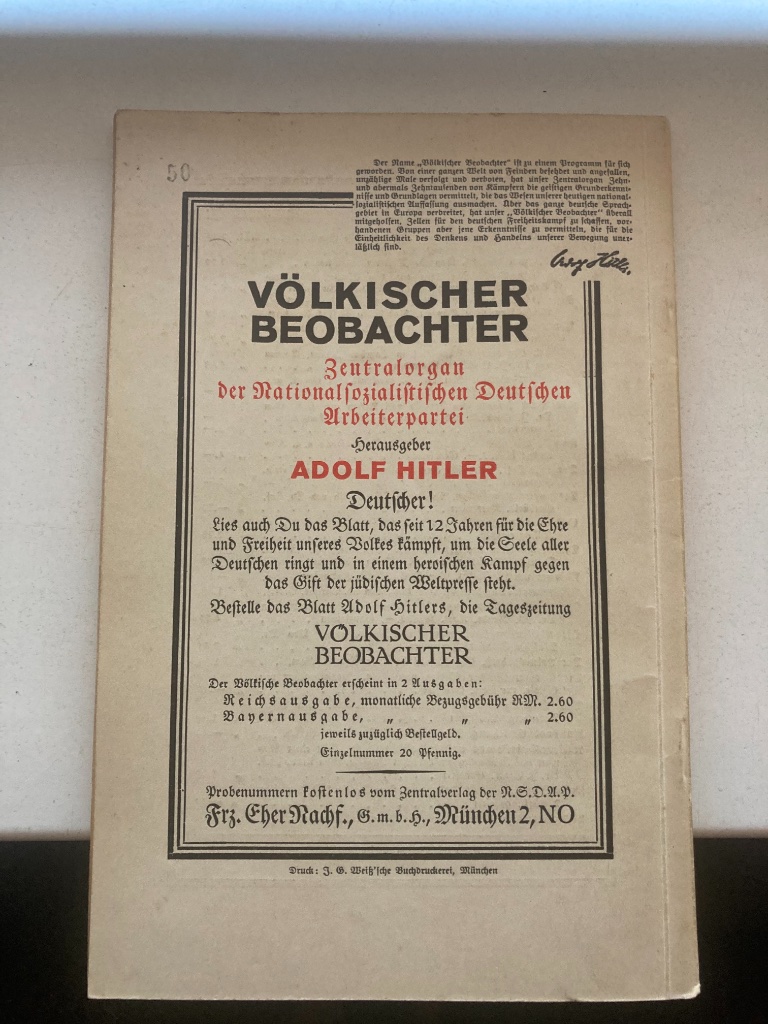 50
Der Name „Völkischer Beobachter" ist zu einem Programm für sich
geworden. Von einer ganzen Welt von Feinden befehdet und angefallen,
unzählige Male verfolgt und verboten, hat unser Zentralorgan Zehn-
und abermals Zehntausenden von Kämpfern die geistigen Grunderkennt-
nisse und Grundlagen vermittelt, die das Wesen unserer heutigen national-
sozialistischen Auffassung ausmachen. Über das ganze deutsche Sprach-
gebiet in Europa verbreitet, hat unser „Völkischer Beobachter" überall
mitgeholfen, Zellen für den deutschen Freiheitskampf zu schaffen, vor-
handenen Gruppen aber jene Erkenntnisse zu vermitteln, die für die
Einheitlichkeit des Denkens und Handelns unserer Bewegung uner-
läßlich sind.
VÖLKISCHER
BEOBACHTER
Zentralorgan
der Nationalsozialistischen Deutschen
Arbeiterpartei
Herausgeber
ADOLF HITLER
Deutscher!
Lies auch Du das Blatt, das seit 12 Jahren für die Ehre
und Freiheit unseres Volkes kämpft, um die Seele aller
Deutschen ringt und in einem heroischen Kampf gegen
das Gift der jüdischen Weltpresse steht.
Bestelle das Blatt Adolf Hitlers, die Tageszeitung
VÖLKISCHER
BEOBACHTER
Der Völkische Beobachter erscheint in 2 Ausgaben:
Reichsausgabe, monatliche Bezugsgebühr RM. 2.60
Bayernausgabe, „ „ „ 2.60
jeweils zuzüglich Bestellgeld.
Einzelnummer 20 Pfennig.
Probenummern kostenlos vom Zentralverlag der N.S.D.A.P.
Frz. Eher Nachf., G.m.b.H., München 2, NO
Druck: J. G. Weiß'sche Buchdruckerei, München